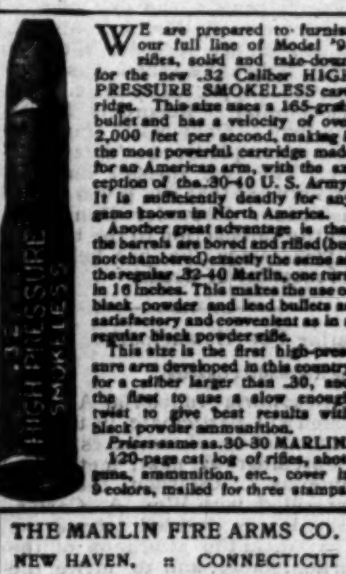 WE are prepared to furnis
our full line of Model '9
rifles, solid and take-down
for the new .32 Caliber HIGH
PRESSURE SMOKELESS cart
ridge. This size uses a 165-grain
bullet and has a velocity of ove
2,000 feet per second, making i
the most powerful cartridge made
for an American arm, with the ex
ception of the .30-40 U. S. Army.
It is sufficiently deadly for any
game known in North America.
Another great advantage is that
the barrels are bored and rifled (bu
not chambered) exactly the same as
the regular .32-40 Marlin, one turn
in 16 inches. This makes the use of
black powder and lead bullets as
satisfactory and convenient as in a
regular black powder rifle.
This size is the first high-pres
sure arm developed in this country
for a caliber larger than .30, and
the first to use a slow enough
twist to give best results with
black powder ammunition.
Prices same as .30-30 MARLIN.
120-page cat log of rifles, shot
guns, ammunition, etc., cover in
9 colors, mailed for three stamps.
.32
HIGH PRESSURE
SMOKELESS
THE MARLIN FIRE ARMS CO.
NEW HAVEN, :: CONNECTICUT